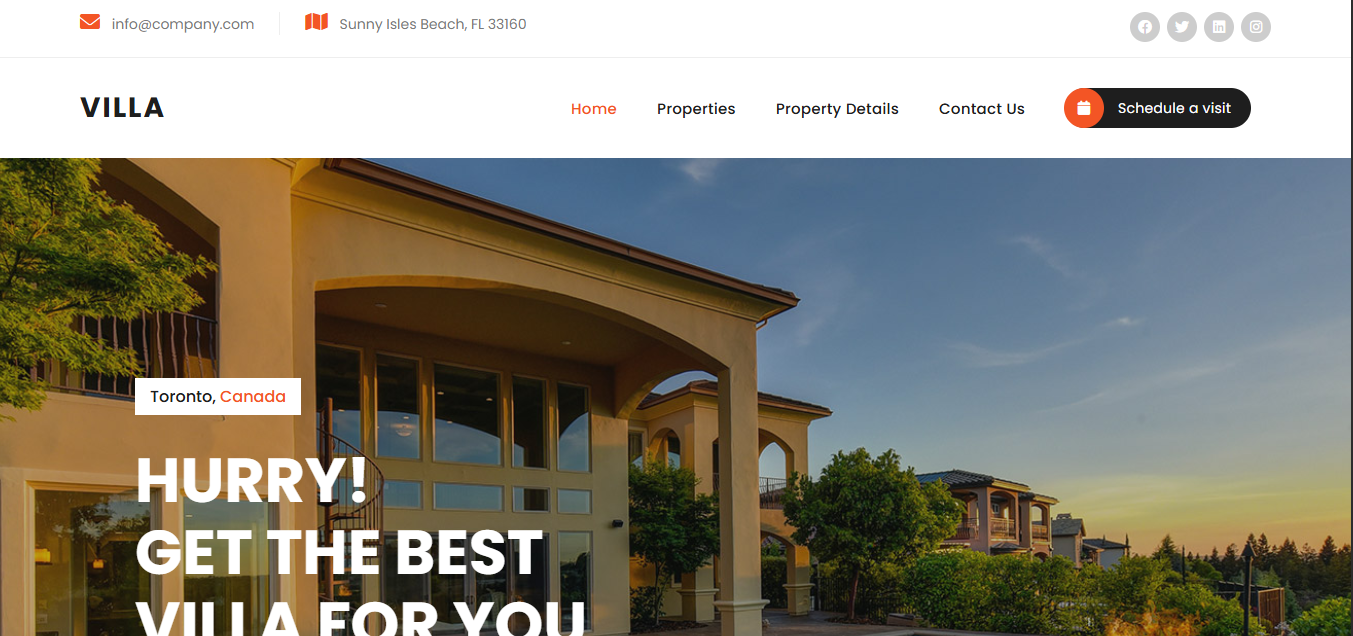 info@company.com
Sunny Isles Beach, FL 33160
VILLA
Home
Properties
Property Details
Contact Us
Schedule a visit
Toronto, Canada
HURRY!
GET THE BEST
VILLA FOR YOU